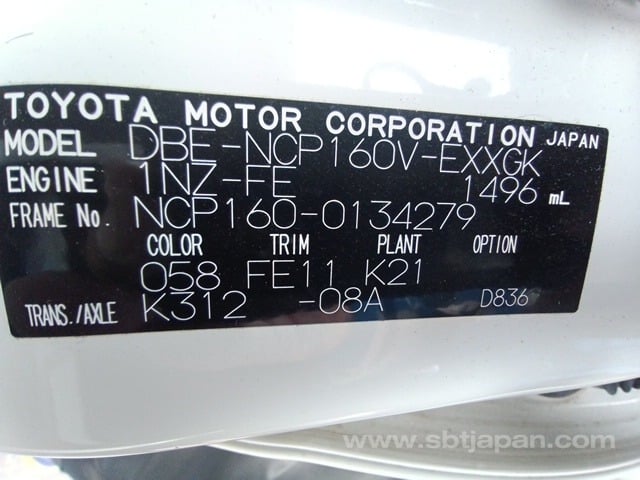 TOYOTA MOTOR CORPORATION JAPAN
MODEL DBE-NCP160V-EXXGK
ENGINE 1NZ-FE 1496 mL
FRAME No. NCP160-0134279
COLOR TRIM PLANT OPTION
058 FE11 K21
TRANS./AXLE K312 -08A D836
www.sbtjapan.com